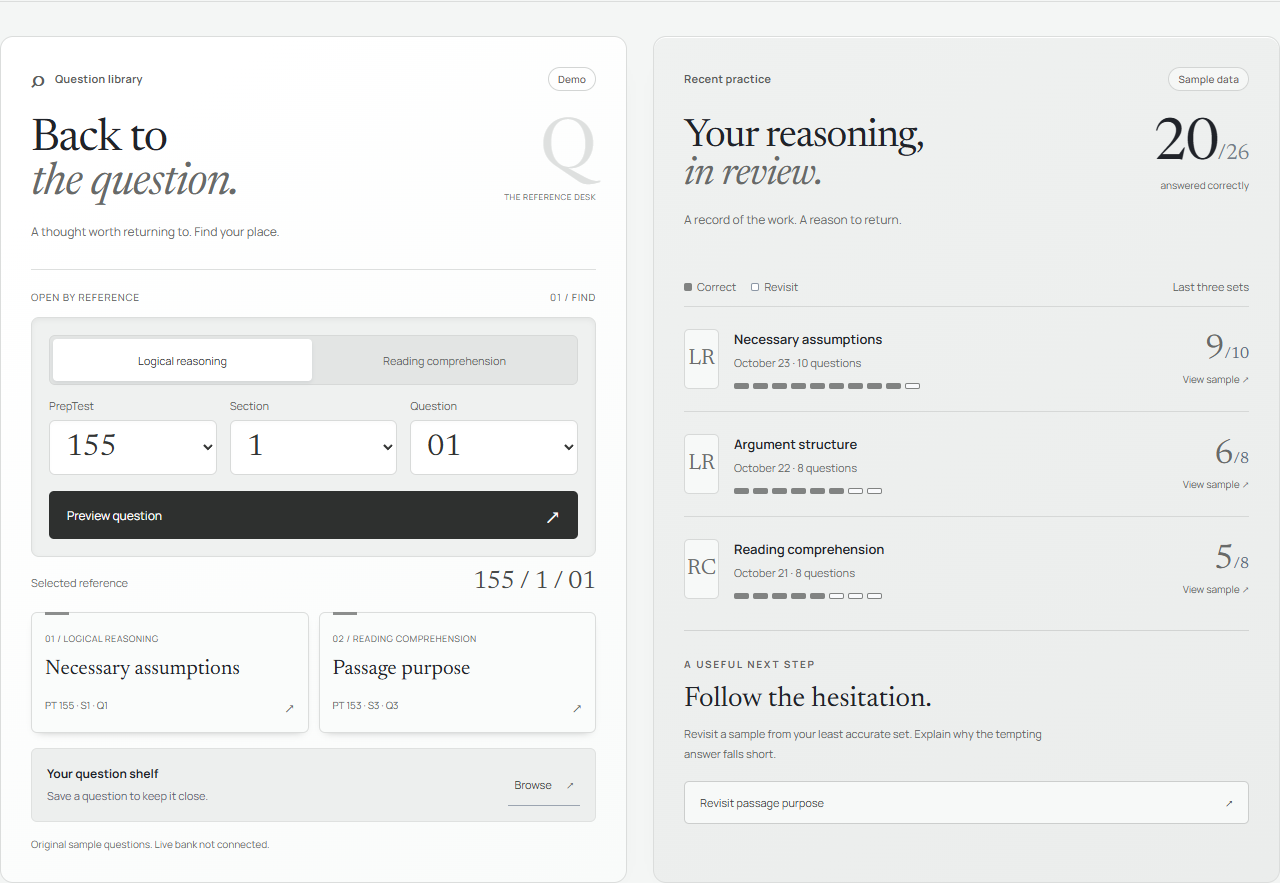 Question library
Demo
Back to
the question.
Q
THE REFERENCE DESK
A thought worth returning to. Find your place.
OPEN BY REFERENCE
01 / FIND
Logical reasoning
Reading comprehension
PrepTest
Section
Question
155
1
01
Preview question ↗
Selected reference
155 / 1 / 01
01 / LOGICAL REASONING
Necessary assumptions
PT 155 · S1 · Q1 ↗
02 / READING COMPREHENSION
Passage purpose
PT 153 · S3 · Q3 ↗
Your question shelf
Save a question to keep it close.
Browse ↗
Original sample questions. Live bank not connected.
Recent practice
Sample data
Your reasoning,
in review.
20/26
answered correctly
A record of the work. A reason to return.
Correct
Revisit
Last three sets
LR
Necessary assumptions
October 23 · 10 questions
9/10
View sample ↗
LR
Argument structure
October 22 · 8 questions
6/8
View sample ↗
RC
Reading comprehension
October 21 · 8 questions
5/8
View sample ↗
A USEFUL NEXT STEP
Follow the hesitation.
Revisit a sample from your least accurate set. Explain why the tempting
answer falls short.
Revisit passage purpose ↗